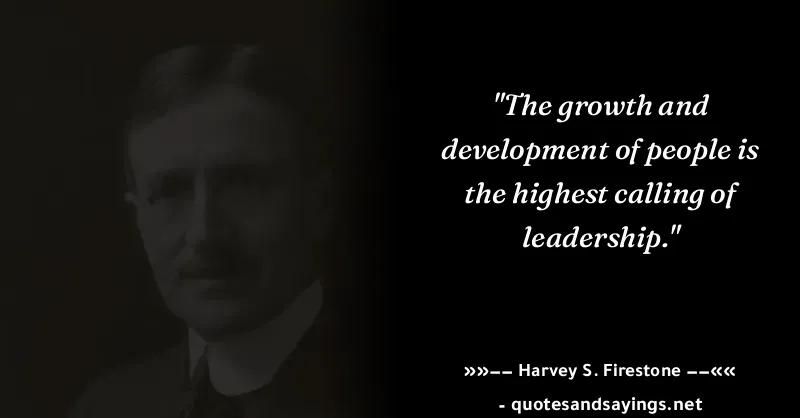 "The growth and
development of people is
the highest calling of
leadership."
»»−− Harvey S. Firestone −−««
- quotesandsayings.net